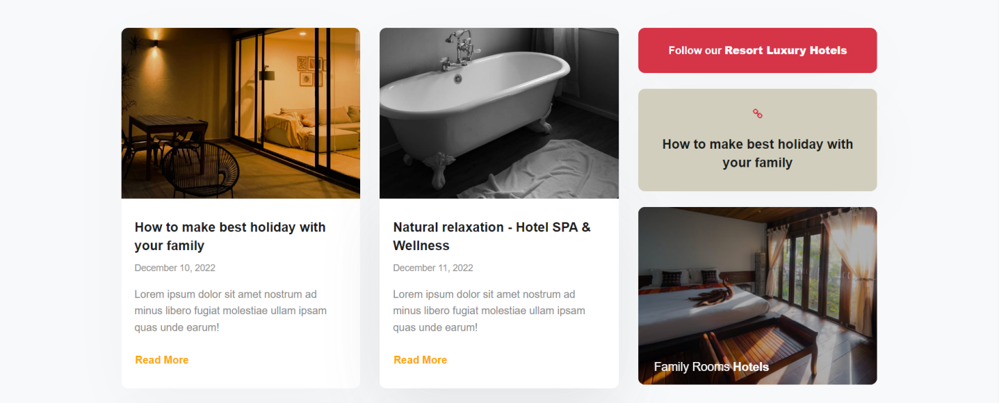 How to make best holiday with
your family
December 10, 2022
Lorem ipsum dolor sit amet nostrum ad
minus libero fugiat molestiae ullam ipsam
quas unde earum!
Read More
Natural relaxation - Hotel SPA &
Wellness
December 11, 2022
Lorem ipsum dolor sit amet nostrum ad
minus libero fugiat molestiae ullam ipsam
quas unde earum!
Read More
Follow our Resort Luxury Hotels
How to make best holiday with
your family
Family Rooms Hotels